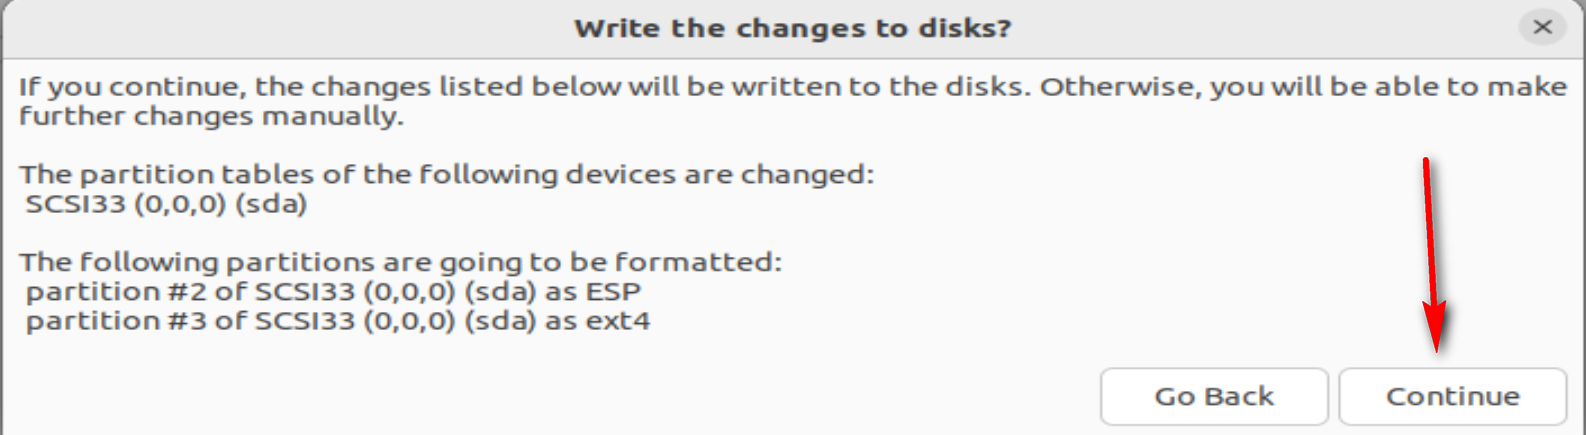 Write the changes to disks?
If you continue, the changes listed below will be written to the disks. Otherwise, you will be able to make
further changes manually.
The partition tables of the following devices are changed:
SCSI33 (0,0,0) (sda)
The following partitions are going to be formatted:
partition #2 of SCSI33 (0,0,0) (sda) as ESP
partition #3 of SCSI33 (0,0,0) (sda) as ext4
Go Back
Continue